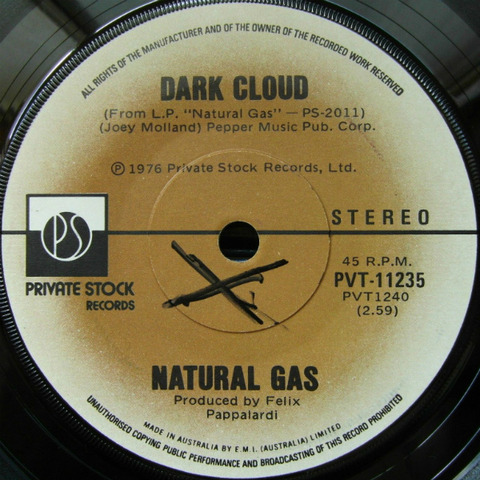 ALL RIGHTS OF THE MANUFACTURER AND OF THE OWNER OF THE RECORDED WORK RESERVED
DARK CLOUD
(From L.P. "Natural Gas" — PS-2011)
(Joey Molland) Pepper Music Pub. Corp.
Ⓟ 1976 Private Stock Records, Ltd.
STEREO
PS
PRIVATE STOCK
RECORDS
45 R.P.M.
PVT-11235
PVT1240
(2.59)
NATURAL GAS
Produced by Felix
Pappalardi
MADE IN AUSTRALIA BY E.M.I. (AUSTRALIA) LIMITED
UNAUTHORISED COPYING PUBLIC PERFORMANCE AND BROADCASTING OF THIS RECORD PROHIBITED